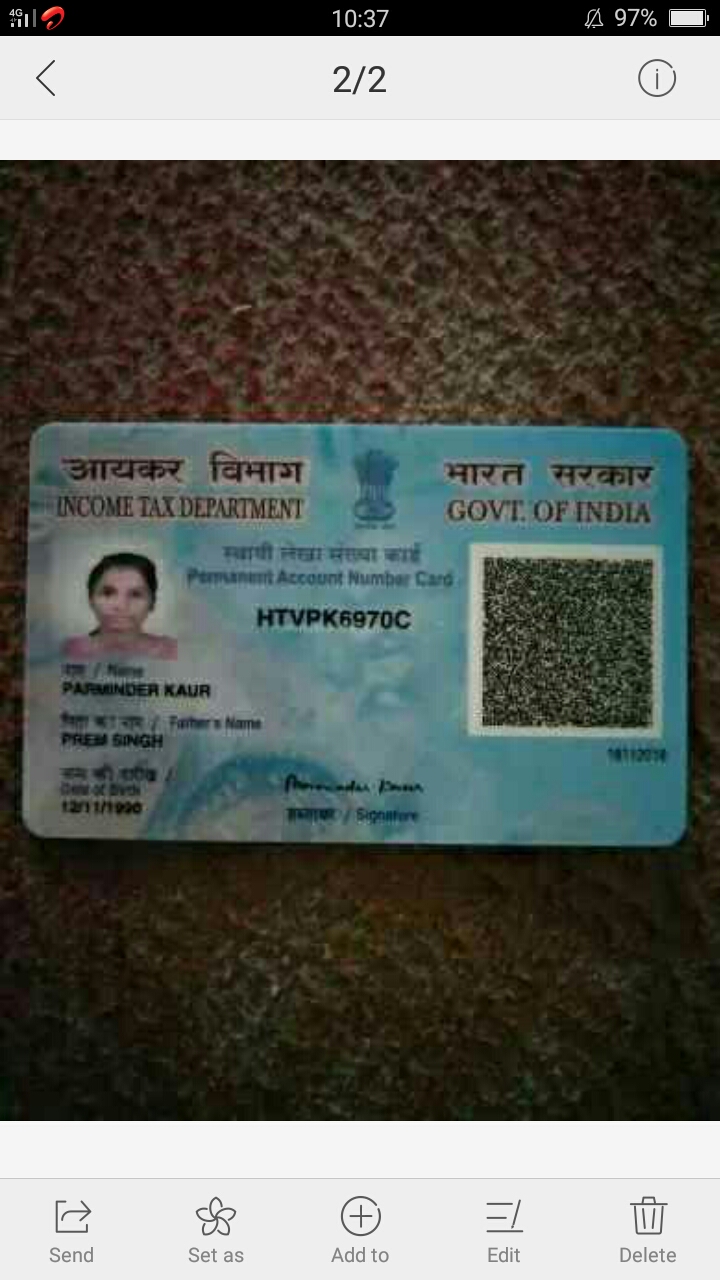 4G
10:37
97%
2/2
आयकर विभाग
INCOME TAX DEPARTMENT
भारत सरकार
GOVT. OF INDIA
स्थायी लेखा संख्या कार्ड
Permanent Account Number Card
HTVPK6970C
नाम / Name
PARMINDER KAUR
पिता का नाम / Father's Name
PREM SINGH
जन्म की तारीख /
Date of Birth
12/11/1990
Parminder Kaur
हस्ताक्षर / Signature
Send
Set as
Add to
Edit
Delete